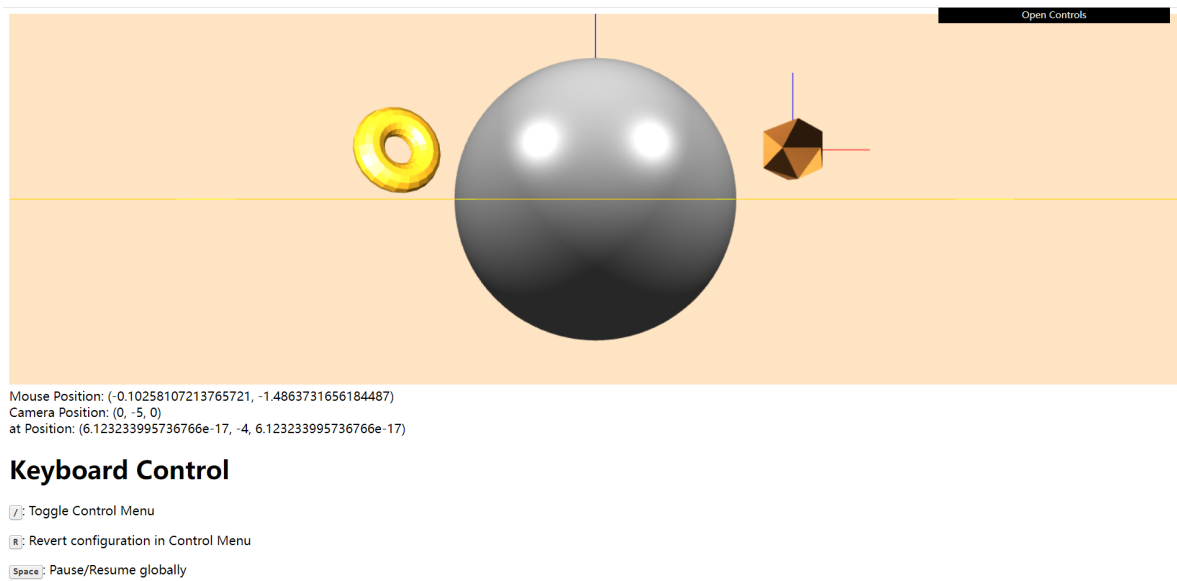 Open Controls
Mouse Position: (-0.10258107213765721, -1.4863731656184487)
Camera Position: (0, -5, 0)
at Position: (6.123233995736766e-17, -4, 6.123233995736766e-17)
Keyboard Control
/: Toggle Control Menu
R: Revert configuration in Control Menu
Space: Pause/Resume globally